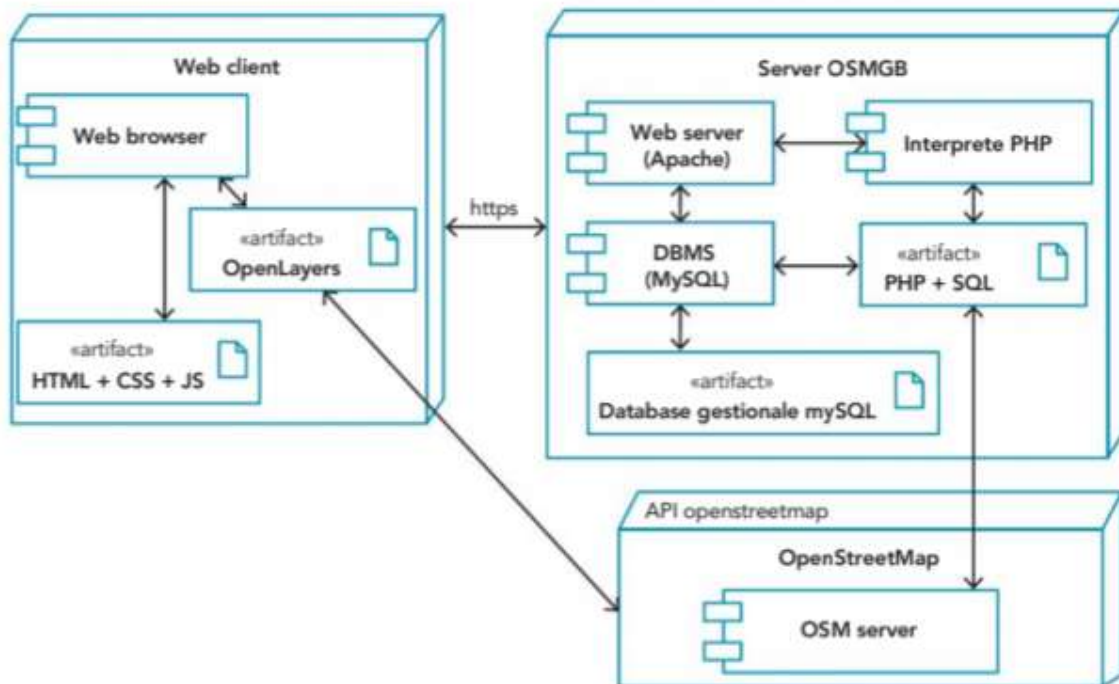 Web client
Web browser
«artifact»
OpenLayers
«artifact»
HTML + CSS + JS
https
Server OSMGB
Web server
(Apache)
Interprete PHP
DBMS
(MySQL)
«artifact»
PHP + SQL
«artifact»
Database gestionale mySQL
API openstreetmap
OpenStreetMap
OSM server